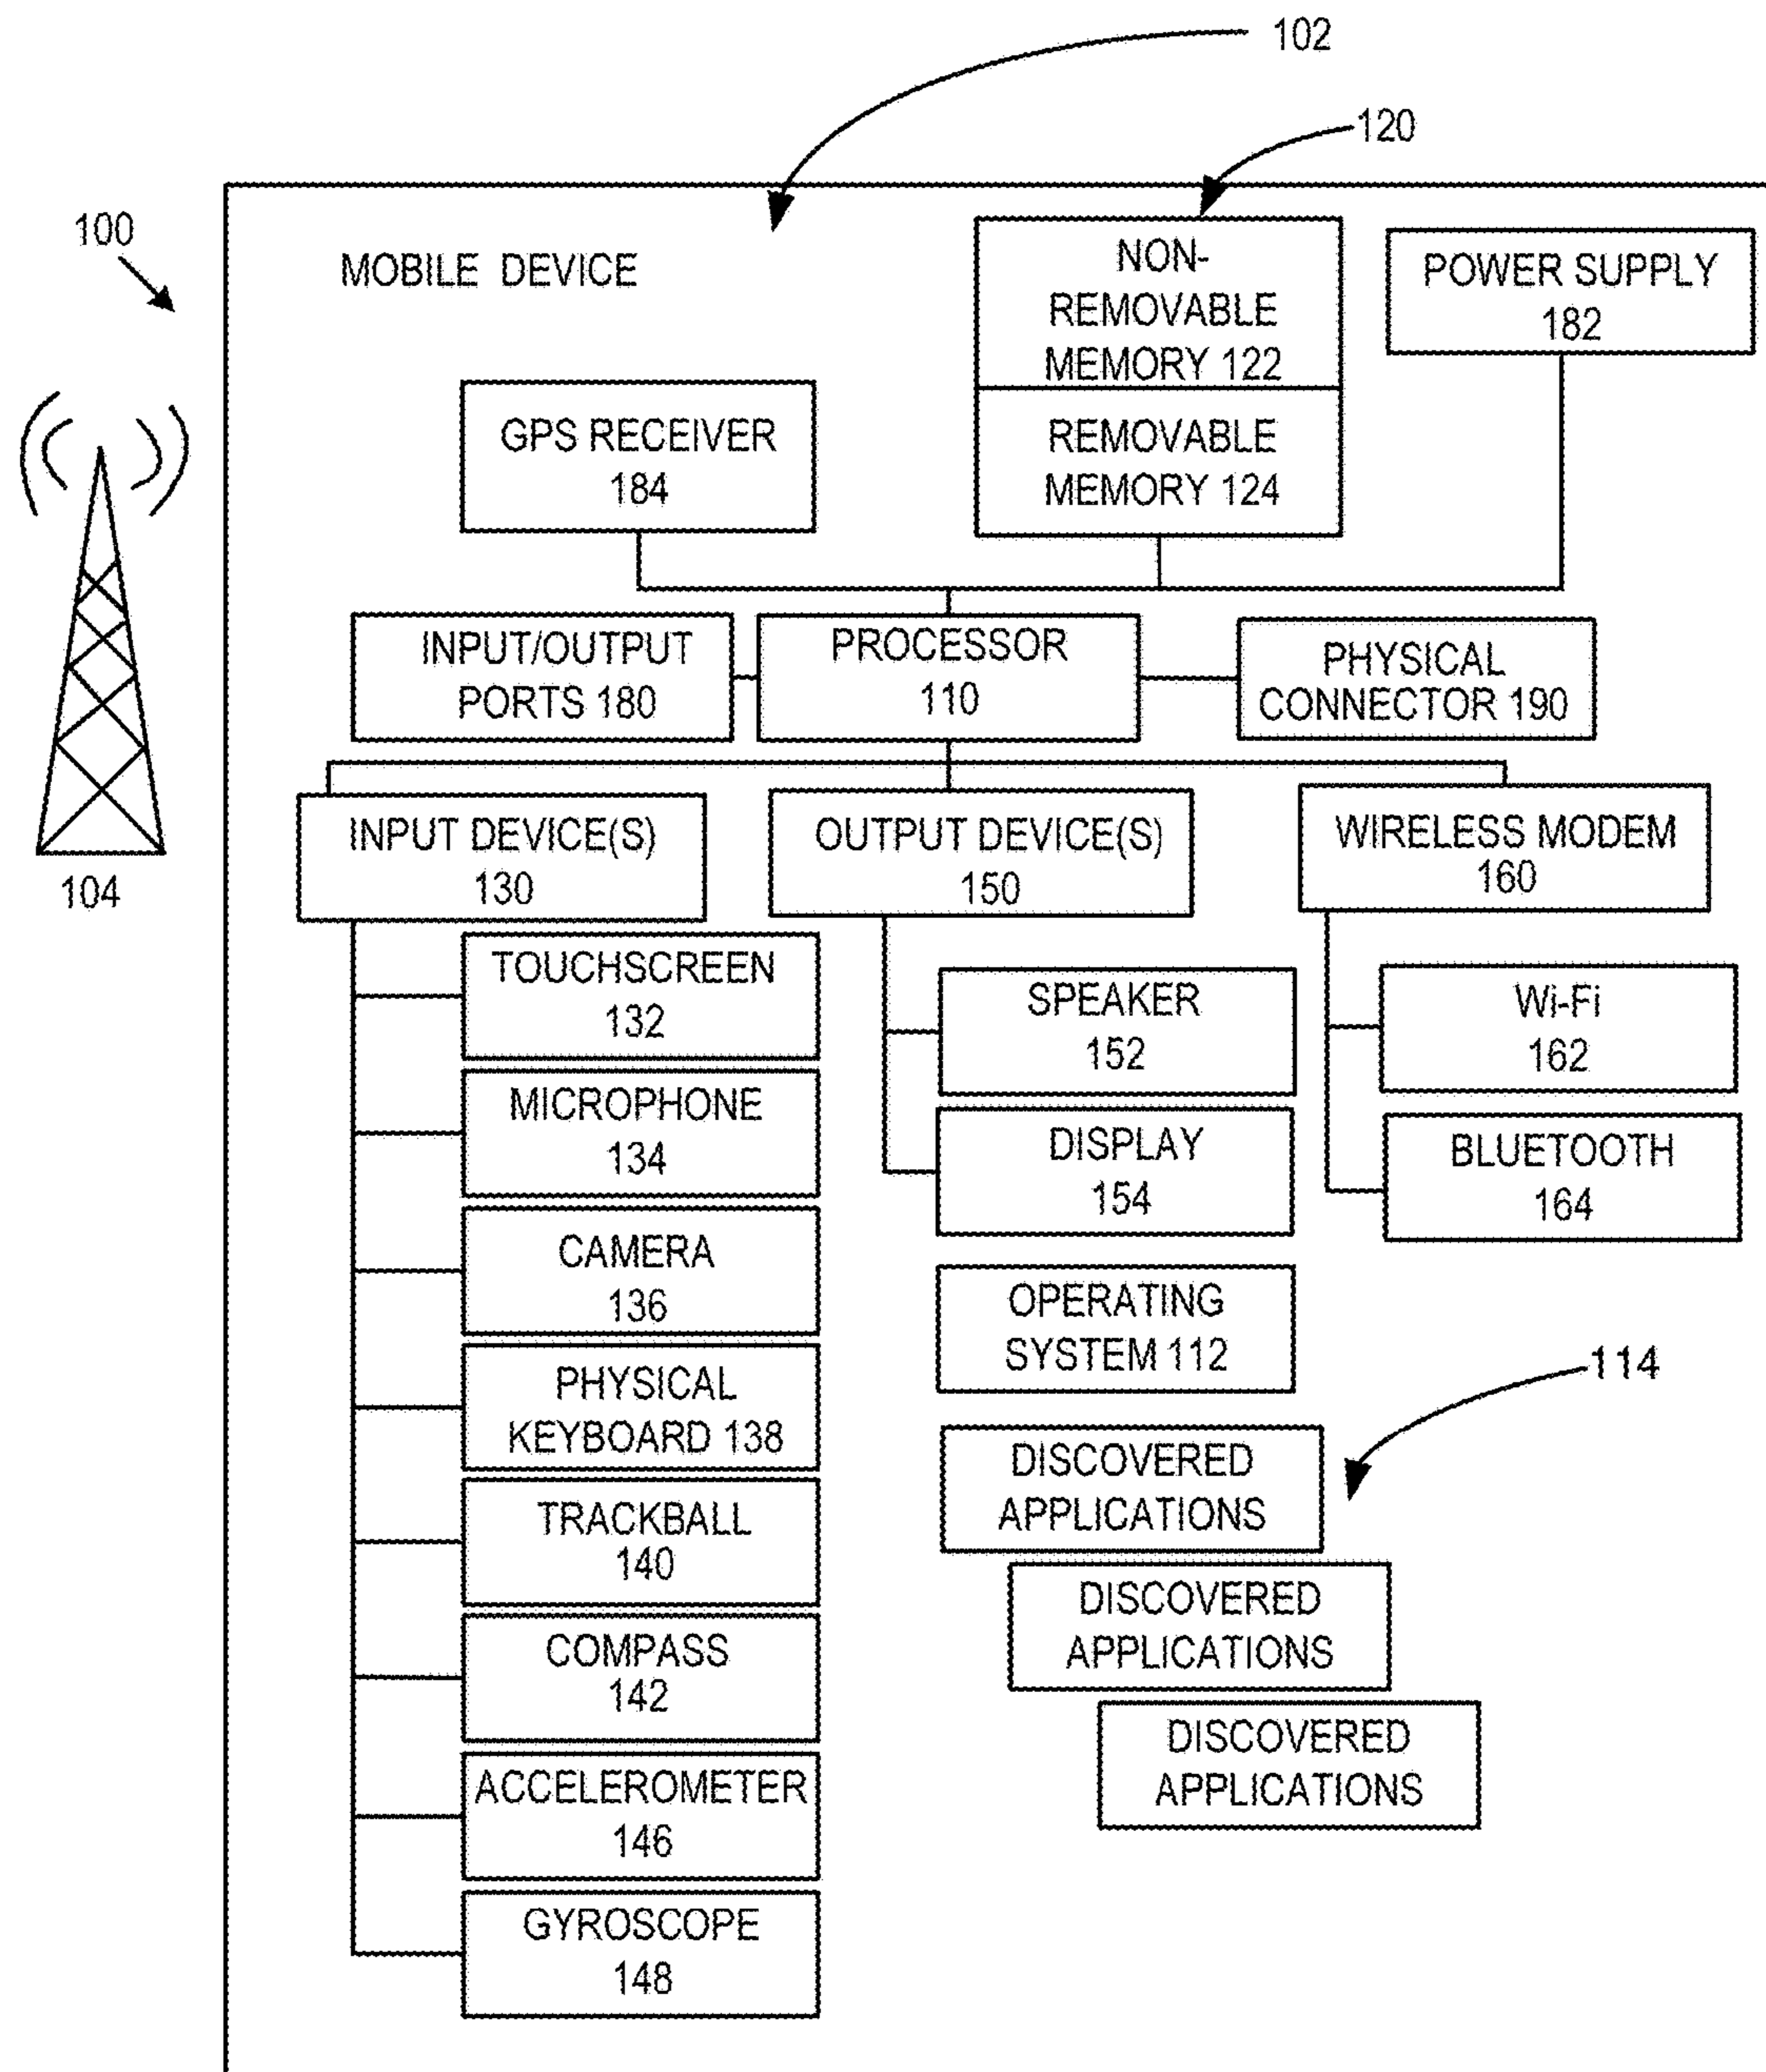 102
120
100
MOBILE DEVICE
NON-
REMOVABLE
MEMORY 122
POWER SUPPLY
182
GPS RECEIVER
184
REMOVABLE
MEMORY 124
INPUT/OUTPUT
PORTS 180
PROCESSOR
110
PHYSICAL
CONNECTOR 190
104
INPUT DEVICE(S)
130
OUTPUT DEVICE(S)
150
WIRELESS MODEM
160
TOUCHSCREEN
132
MICROPHONE
134
CAMERA
136
PHYSICAL
KEYBOARD 138
TRACKBALL
140
COMPASS
142
ACCELEROMETER
146
GYROSCOPE
148
SPEAKER
152
DISPLAY
154
Wi-Fi
162
BLUETOOTH
164
OPERATING
SYSTEM 112
114
DISCOVERED
APPLICATIONS
DISCOVERED
APPLICATIONS
DISCOVERED
APPLICATIONS